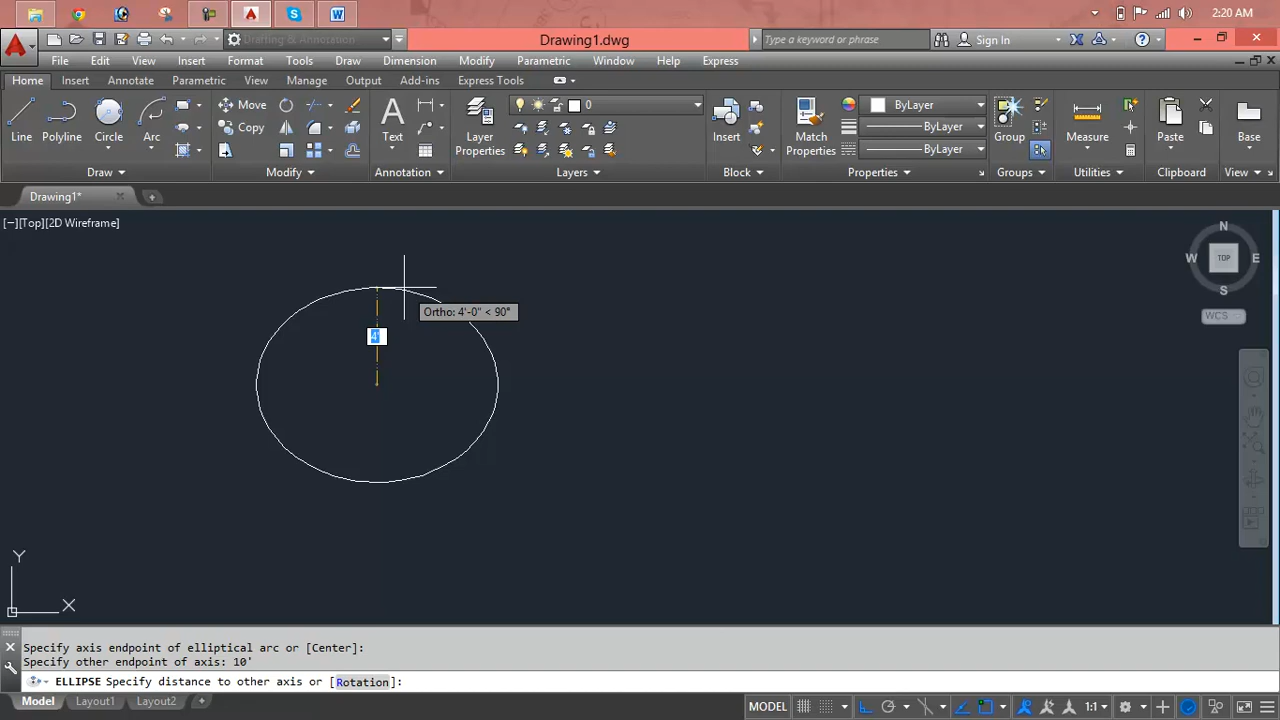 2:20 AM
Drafting & Annotation
Drawing1.dwg
Type a keyword or phrase
Sign In
File Edit View Insert Format Tools Draw Dimension Modify Parametric Window Help Express
Home Insert Annotate Parametric View Manage Output Add-ins Express Tools
Line Polyline Circle Arc
Move
Copy
Text
Layer
Properties
0
Insert
Match
Properties
ByLayer
ByLayer
ByLayer
Group
Measure
Paste
Base
Draw Modify Annotation Layers Block Properties Groups Utilities Clipboard View
Drawing1*
[−][Top][2D Wireframe]
N
W TOP E
S
WCS
Ortho: 4'-0" < 90°
4'
Y
X
Specify axis endpoint of elliptical arc or [Center]:
Specify other endpoint of axis: 10'
ELLIPSE Specify distance to other axis or [Rotation]:
Model Layout1 Layout2
MODEL
1:1